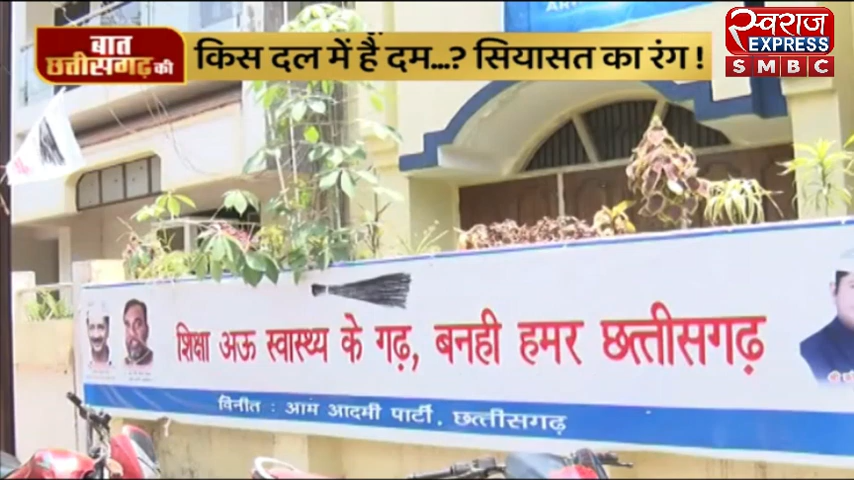 बात
छत्तीसगढ़ की
किस दल में है दम...? सियासत का रंग !
स्वराज
EXPRESS
SMBC
शिक्षा अऊ स्वास्थ्य के गढ़, बनही हमर छत्तीसगढ़
विनीत : आम आदमी पार्टी, छत्तीसगढ़